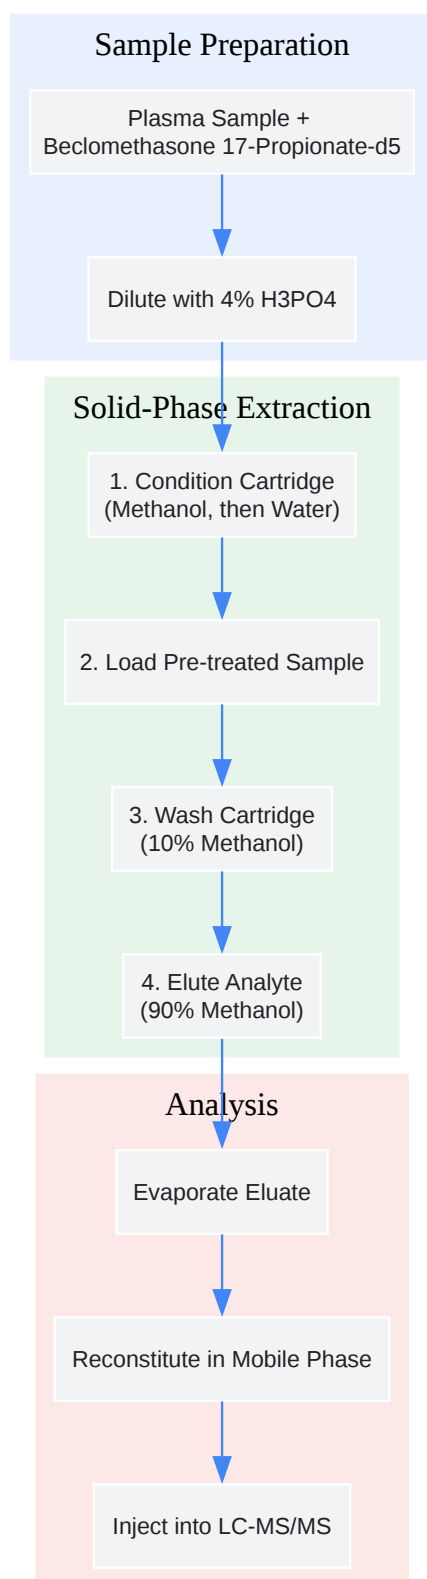 Sample Preparation
Plasma Sample +
Beclomethasone 17-Propionate-d5
Dilute with 4% H3PO4
Solid-Phase Extraction
1. Condition Cartridge
(Methanol, then Water)
2. Load Pre-treated Sample
3. Wash Cartridge
(10% Methanol)
4. Elute Analyte
(90% Methanol)
Analysis
Evaporate Eluate
Reconstitute in Mobile Phase
Inject into LC-MS/MS